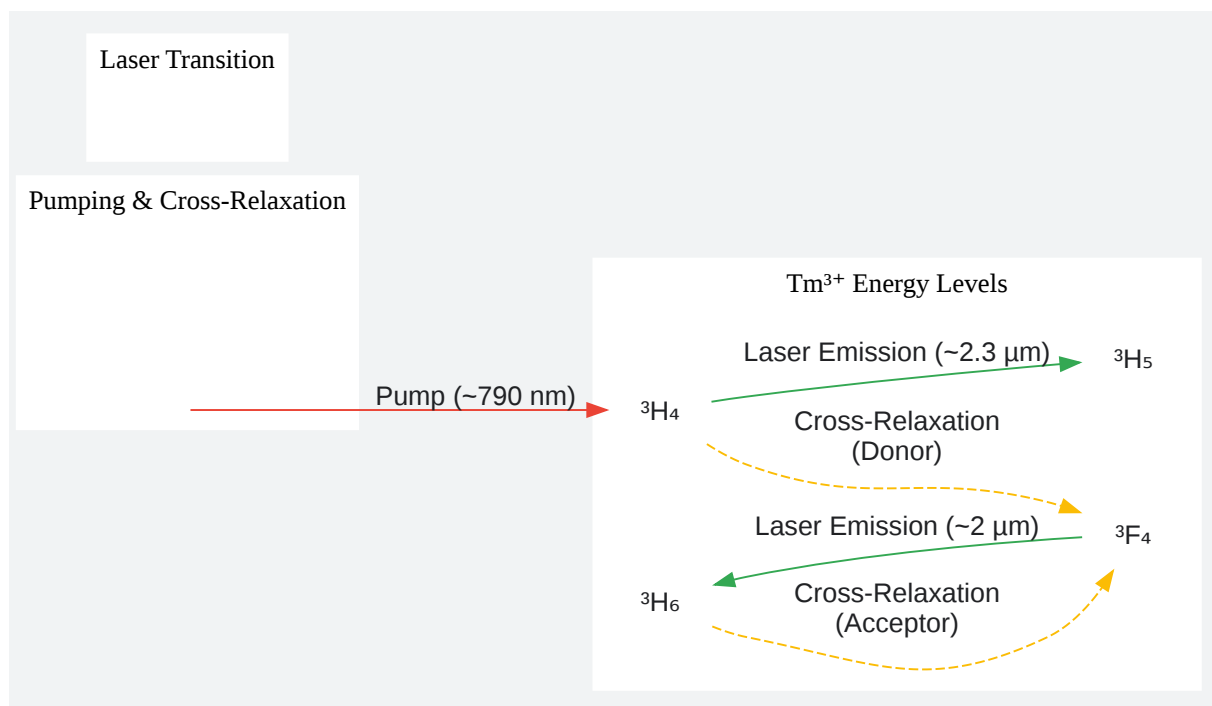 Laser Transition
Pumping & Cross-Relaxation
Tm³⁺ Energy Levels
Laser Emission (~2.3 µm)
³H₅
Pump (~790 nm)
³H₄
Cross-Relaxation
(Donor)
Laser Emission (~2 µm)
³F₄
³H₆
Cross-Relaxation
(Acceptor)